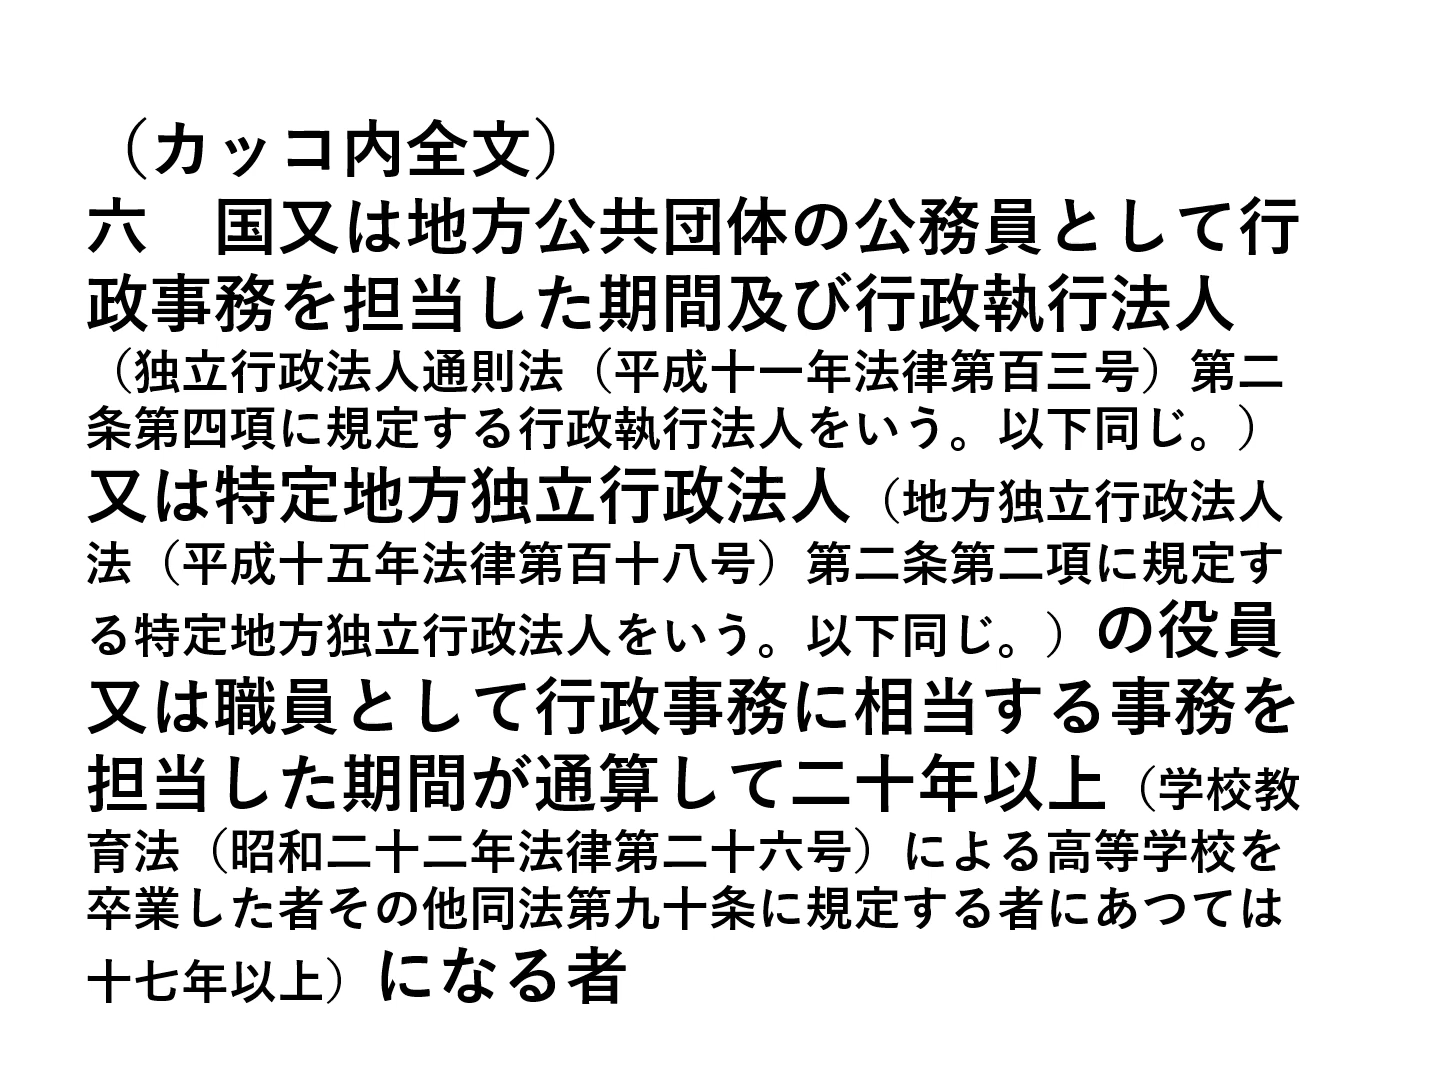 （カッコ内全文）
六　国又は地方公共団体の公務員として行
政事務を担当した期間及び行政執行法人
（独立行政法人通則法（平成十一年法律第百三号）第二
条第四項に規定する行政執行法人をいう。以下同じ。）
又は特定地方独立行政法人（地方独立行政法人
法（平成十五年法律第百十八号）第二条第二項に規定す
る特定地方独立行政法人をいう。以下同じ。）の役員
又は職員として行政事務に相当する事務を
担当した期間が通算して二十年以上（学校教
育法（昭和二十二年法律第二十六号）による高等学校を
卒業した者その他同法第九十条に規定する者にあつては
十七年以上）になる者